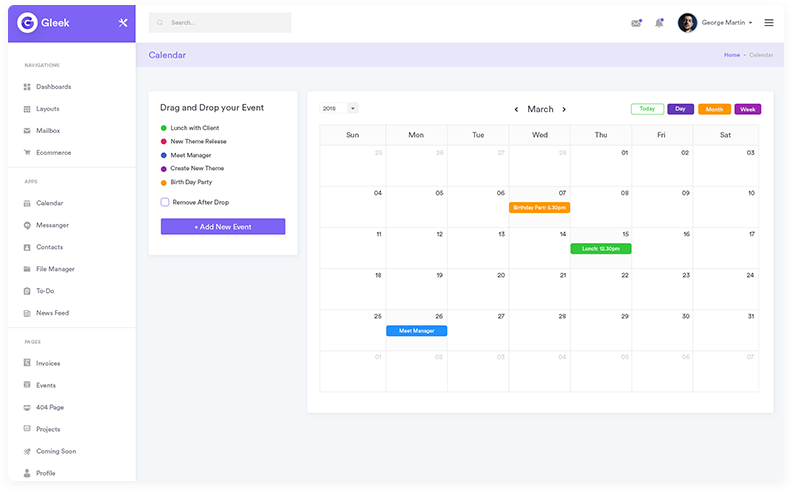 Gleek
Search...
George Martin
NAVIGATIONS
Dashboards
Layouts
Mailbox
Ecommerce
APPS
Calendar
Messanger
Contacts
File Manager
To-Do
News Feed
PAGES
Invoices
Events
404 Page
Projects
Coming Soon
Profile
Calendar
Home - Calendar
Drag and Drop your Event
Lunch with Client
New Theme Release
Meet Manager
Create New Theme
Birth Day Party
Remove After Drop
+ Add New Event
2018 < March > Today Day Month Week
Sun Mon Tue Wed Thu Fri Sat
25 26 27 29 01 02 03
04 05 06 07 08 09 10
Birthday Part: 5.30pm
11 12 13 14 15 16 17
Lunch: 12.30pm
18 19 20 21 22 23 24
25 26 27 28 29 30 31
Meet Manager
01 02 03 04 05 06 07